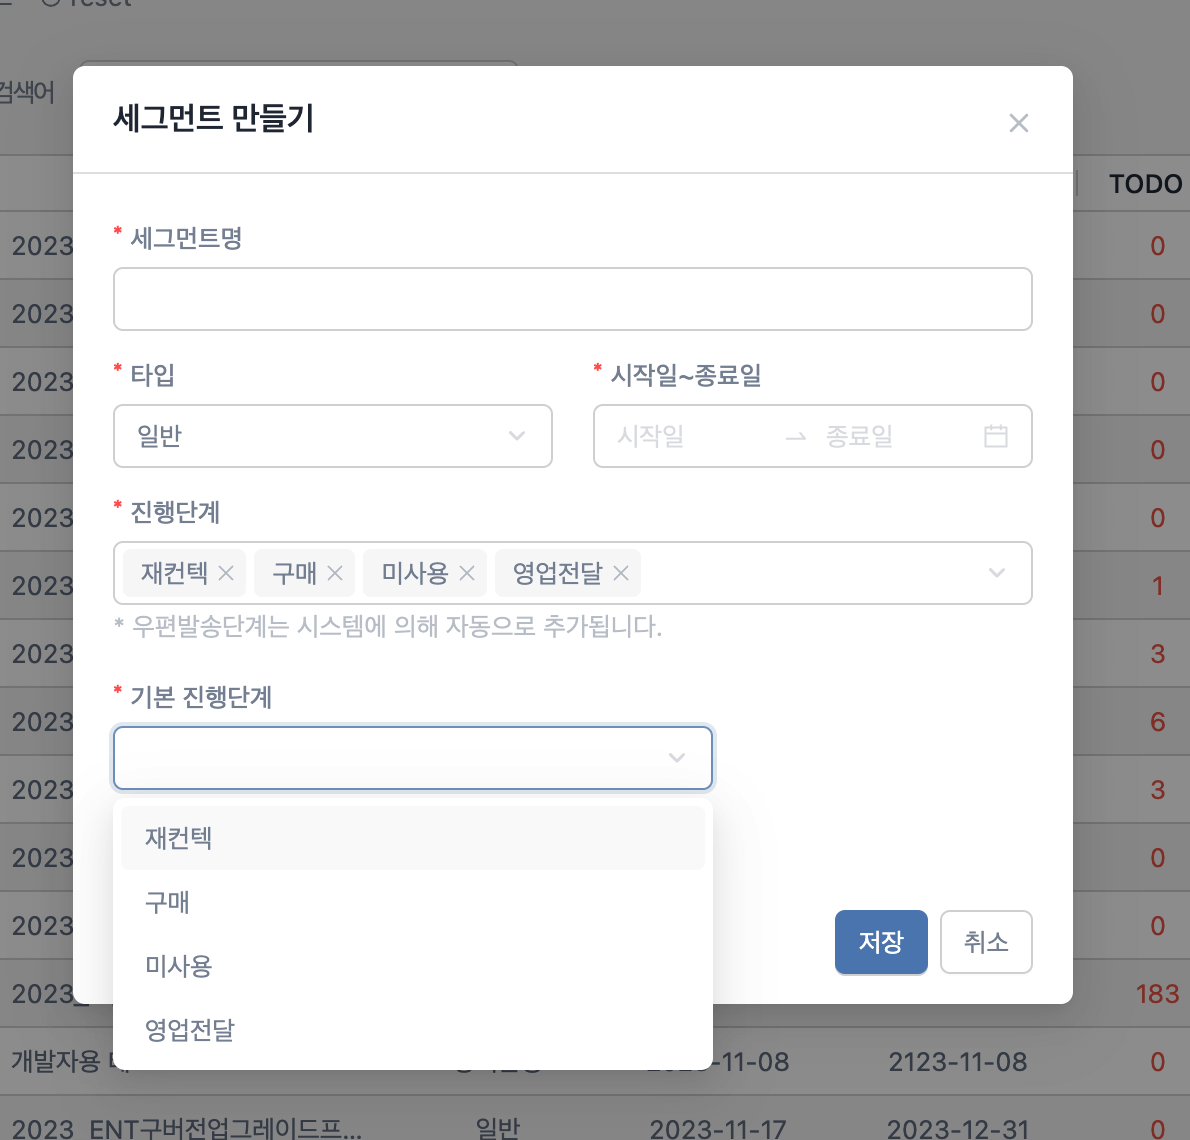 reset
검색어
세그먼트 만들기
TODO
* 세그먼트명
2023
0
2023
0
* 타입
* 시작일~종료일
2023
0
일반
시작일
종료일
2023
0
* 진행단계
2023
0
재컨텍
구매
미사용
영업전달
2023
1
* 우편발송단계는 시스템에 의해 자동으로 추가됩니다.
2023
3
* 기본 진행단계
2023
6
2023
3
재컨텍
2023
0
구매
2023
0
저장
취소
미사용
2023_
183
영업전달
개발자용
-11-08
2123-11-08
0
2023_ENT구버전업그레이드프...
일반
2023-11-17
2023-12-31
0